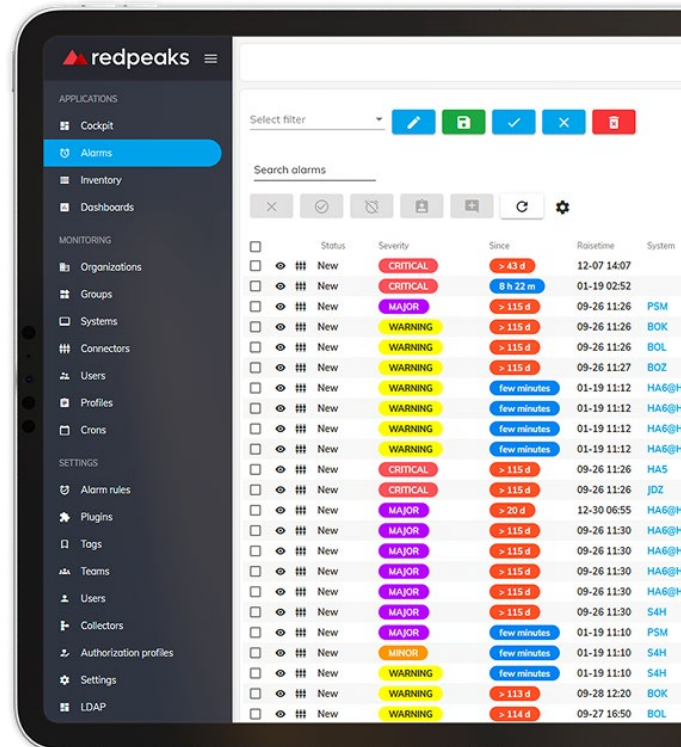 redpeaks
APPLICATIONS
Cockpit
Alarms
Inventory
Dashboards
MONITORING
Organizations
Groups
Systems
Connectors
Users
Profiles
Crons
SETTINGS
Alarm rules
Plugins
Tags
Teams
Users
Collectors
Authorization profiles
Settings
LDAP
Select filter
Search alarms
Status Severity Since Raisetime System
New CRITICAL > 43 d 12-07 14:07
New CRITICAL 8 h 22 m 01-19 02:52
New MAJOR > 115 d 09-26 11:26 PSM
New WARNING > 115 d 09-26 11:26 BOK
New WARNING > 115 d 09-26 11:26 BOL
New WARNING > 115 d 09-26 11:27 BOZ
New WARNING few minutes 01-19 11:12 HA6@H
New WARNING few minutes 01-19 11:12 HA6@H
New WARNING few minutes 01-19 11:12 HA6@H
New WARNING few minutes 01-19 11:12 HA6@H
New CRITICAL > 115 d 09-26 11:26 HA5
New CRITICAL > 115 d 09-26 11:26 JDZ
New MAJOR > 20 d 12-30 06:55 HA6@H
New MAJOR > 115 d 09-26 11:30 HA6@H
New MAJOR > 115 d 09-26 11:30 HA6@H
New MAJOR > 115 d 09-26 11:30 HA6@H
New MAJOR > 115 d 09-26 11:30 HA6@H
New MAJOR > 115 d 09-26 11:30 S4H
New MAJOR few minutes 01-19 11:10 PSM
New MINOR few minutes 01-19 11:10 S4H
New WARNING few minutes 01-19 11:10 S4H
New WARNING > 113 d 09-28 12:20 BOK
New WARNING > 114 d 09-27 16:50 BOL